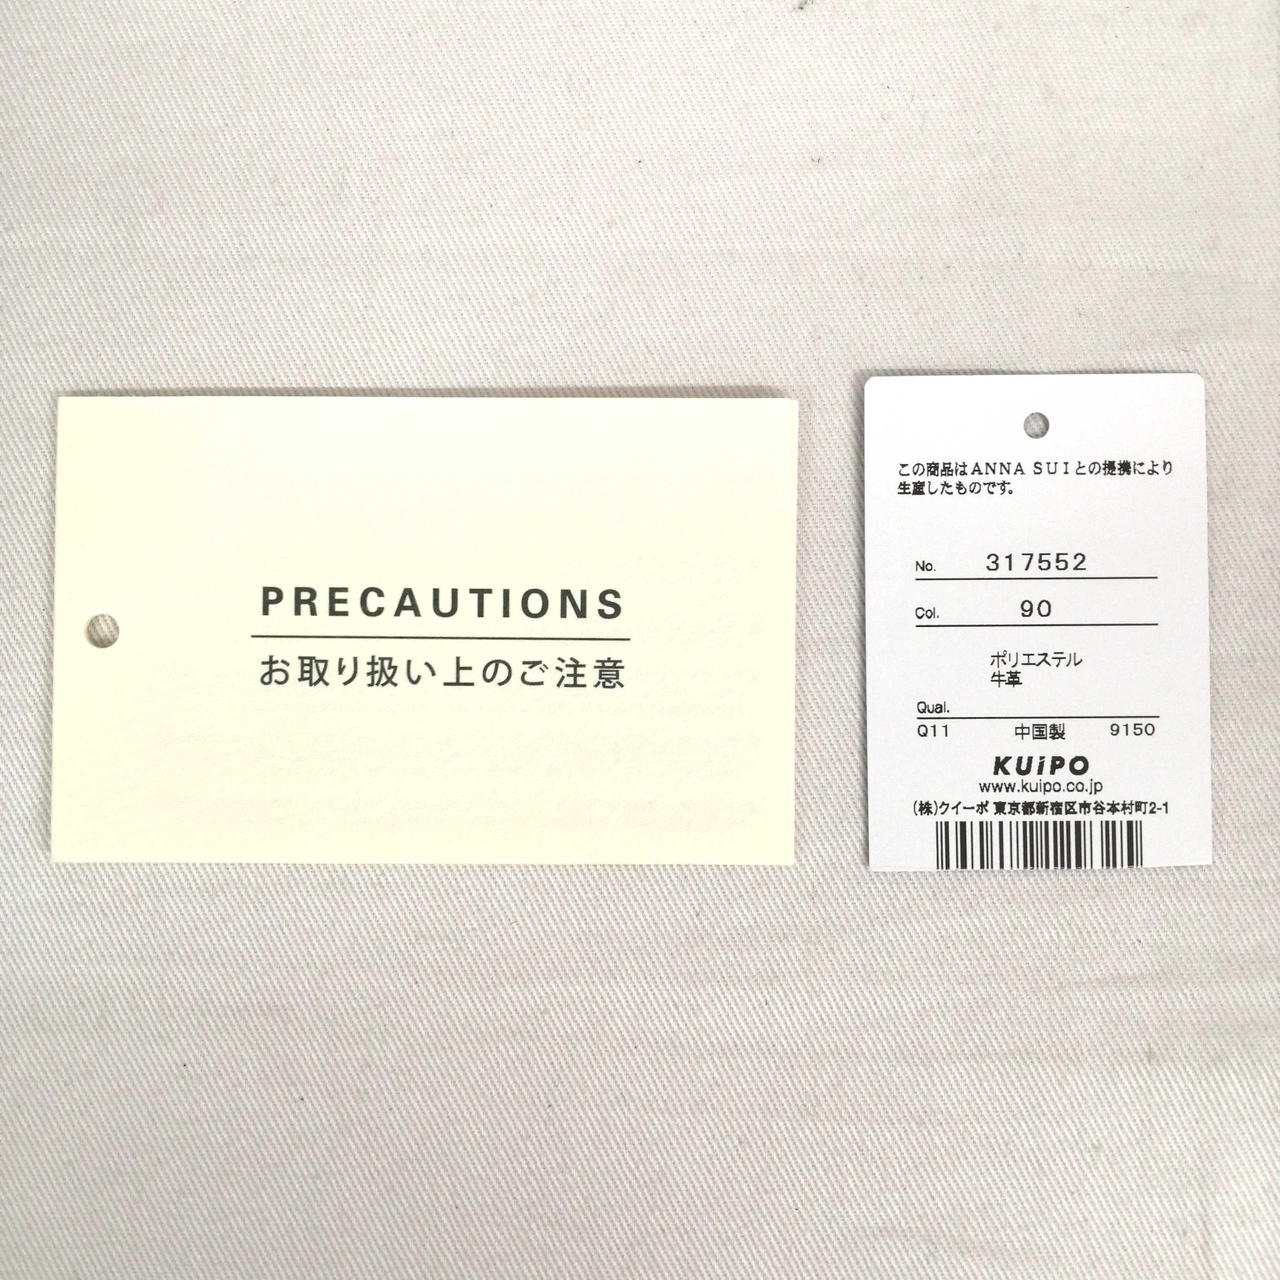 PRECAUTIONS
お取り扱い上のご注意
この商品はANNA SUIとの提携により
生産したものです。
No. 317552
Col. 90
ポリエステル
牛革
Qual.
Q11 中国製 9150
KUiPO
www.kuipo.co.jp
(株)クイーポ 東京都新宿区市谷本村町2-1